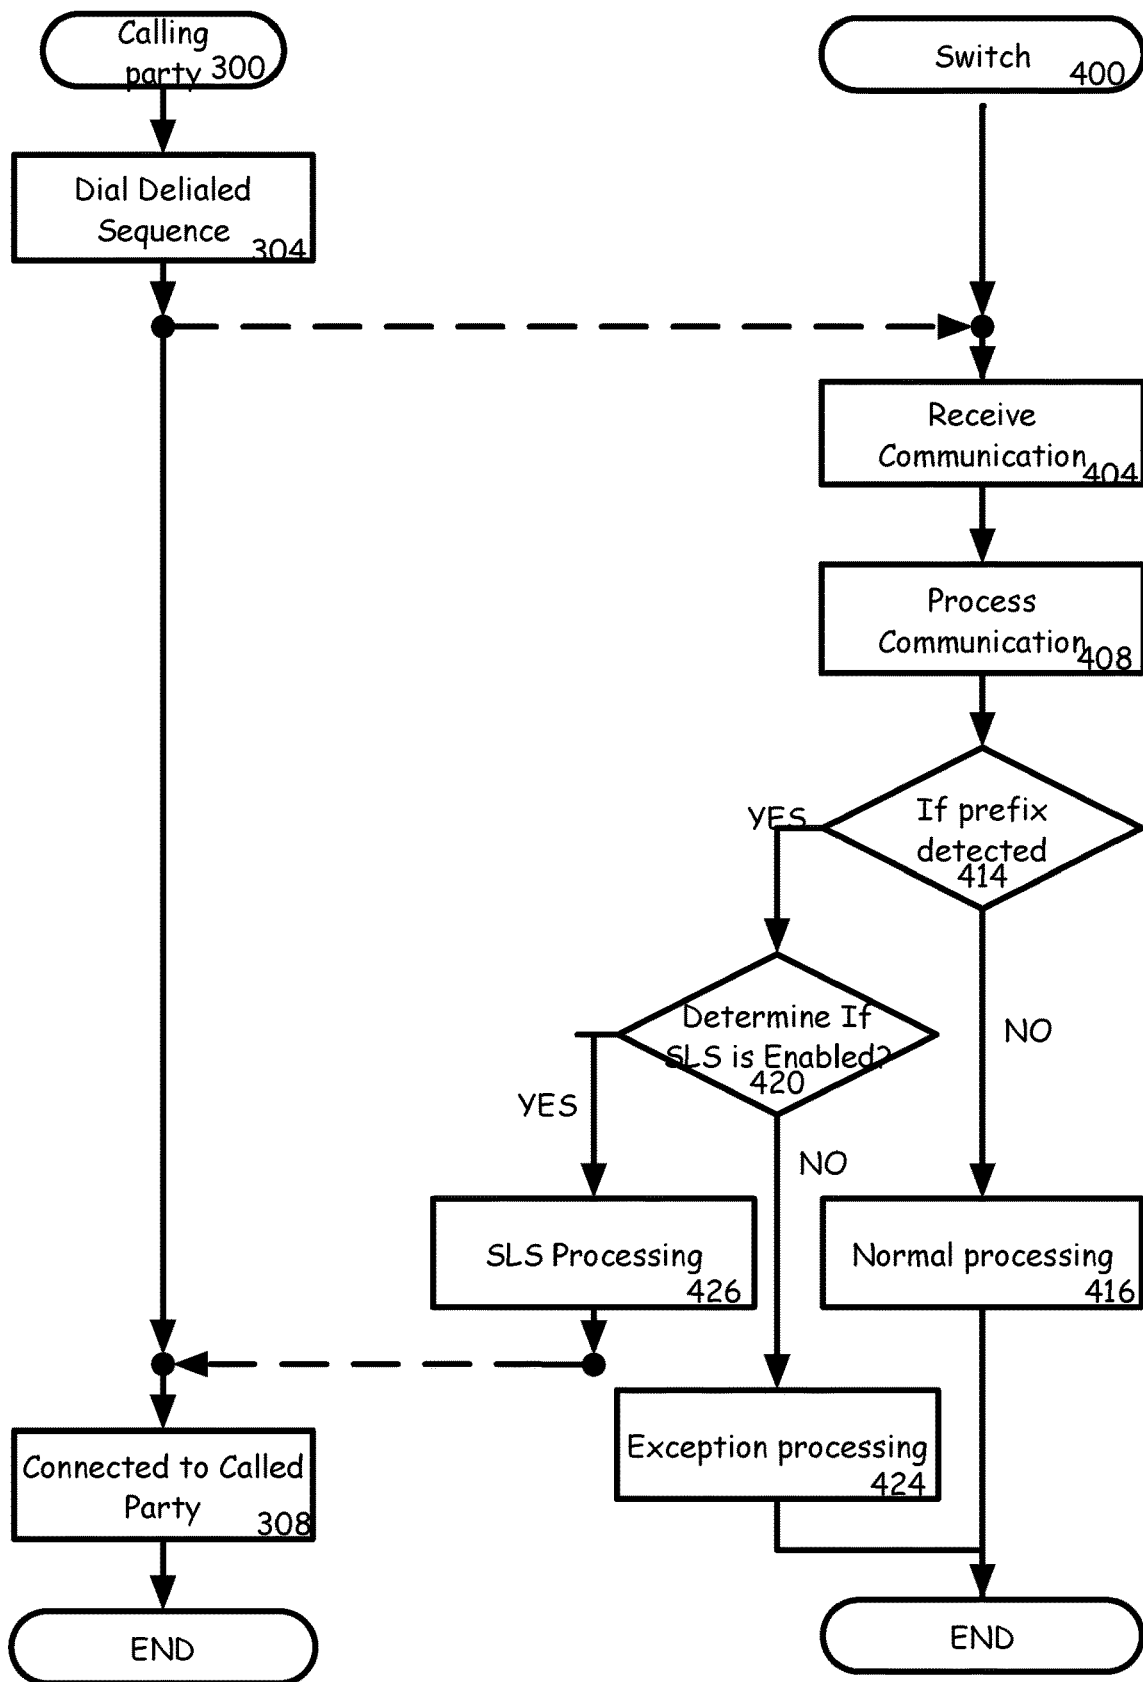 Calling
party 300
Dial Delialed
Sequence
304
Switch
400
Receive
Communication
404
Process
Communication
408
If prefix
detected
414
YES
NO
Determine If
SLS is Enabled?
420
YES
NO
SLS Processing
426
Normal processing
416
Exception processing
424
Connected to Called
Party
308
END
END